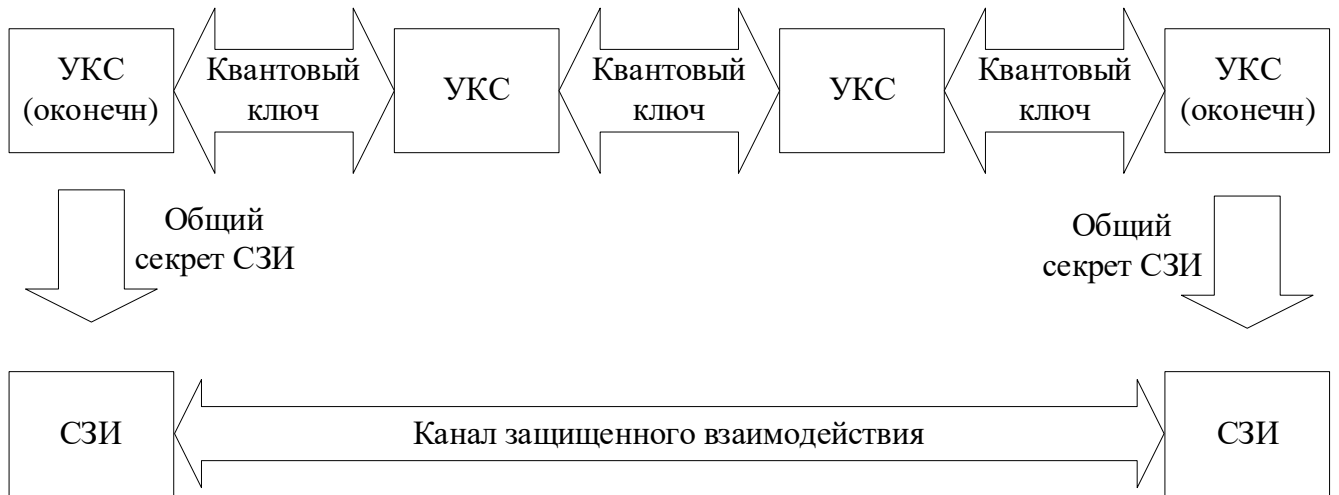 УКС
(оконечн)
Квантовый
ключ
УКС
Квантовый
ключ
УКС
Квантовый
ключ
УКС
(оконечн)
Общий
секрет СЗИ
Общий
секрет СЗИ
СЗИ
Канал защищенного взаимодействия
СЗИ